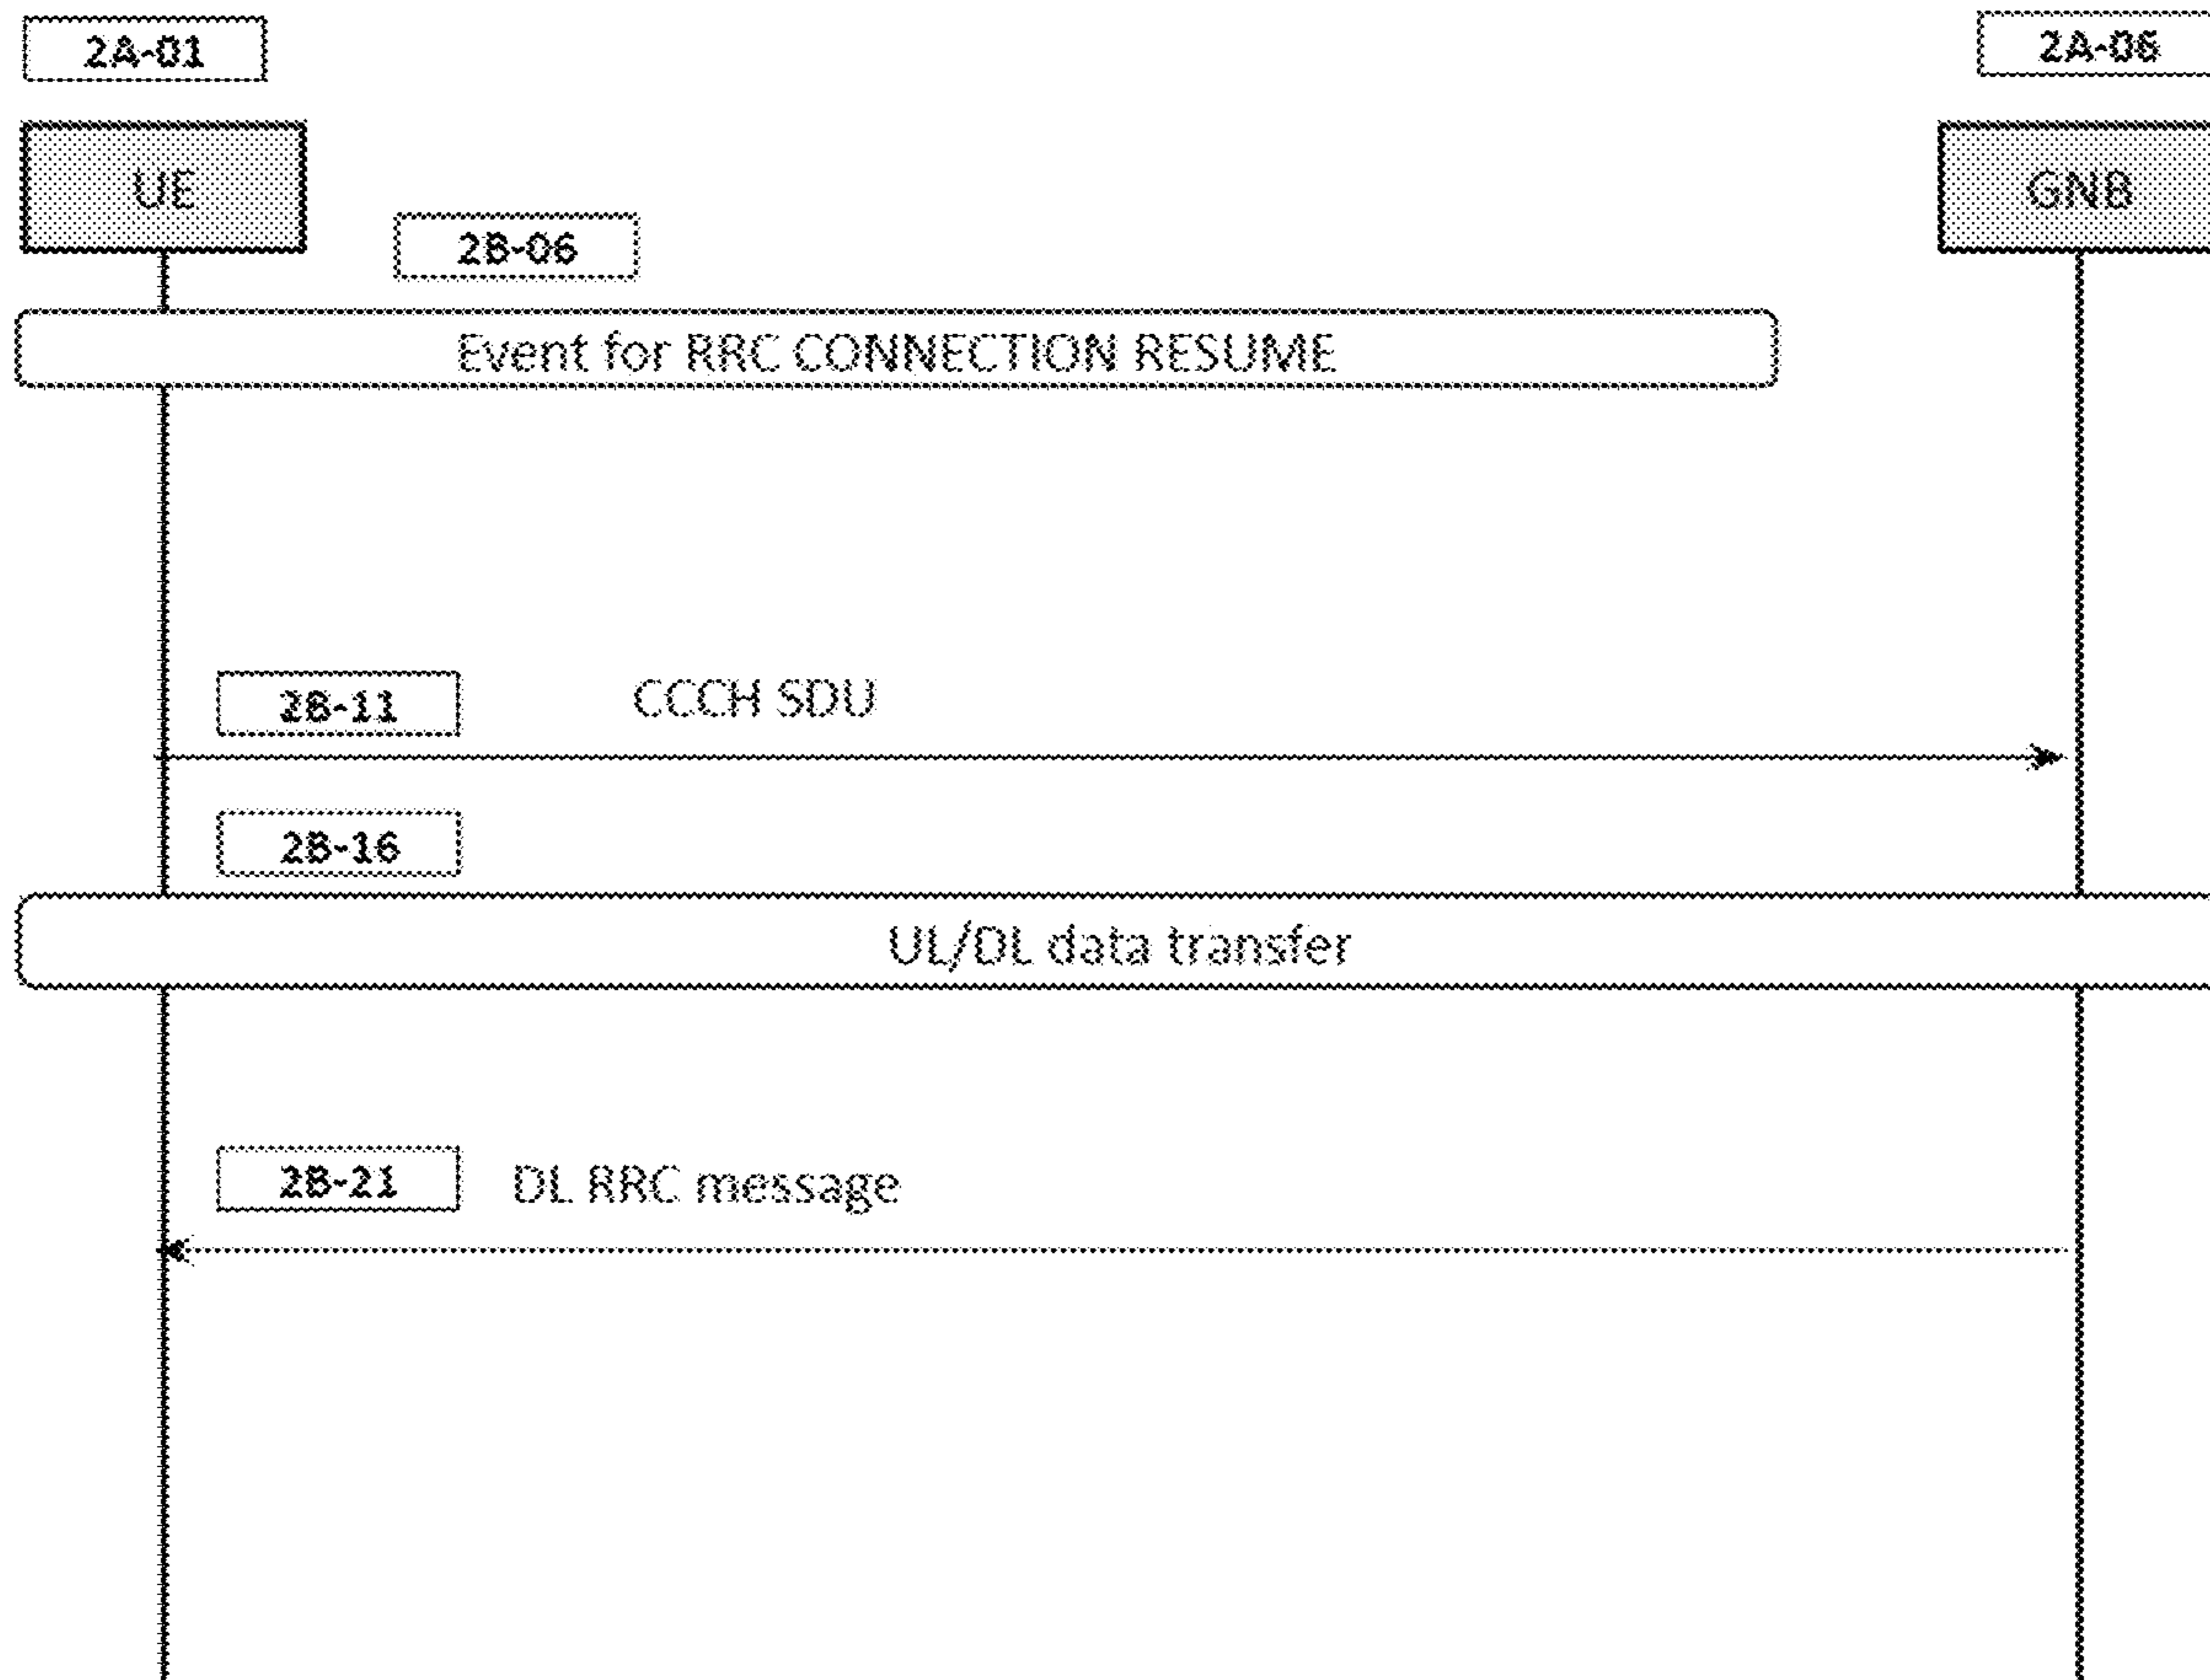 2A-01
2A-06
UE
GNB
2B-06
Event for RRC CONNECTION RESUME
2B-11
CCCH SDU
2B-16
UL/DL data transfer
2B-21
DL RRC message